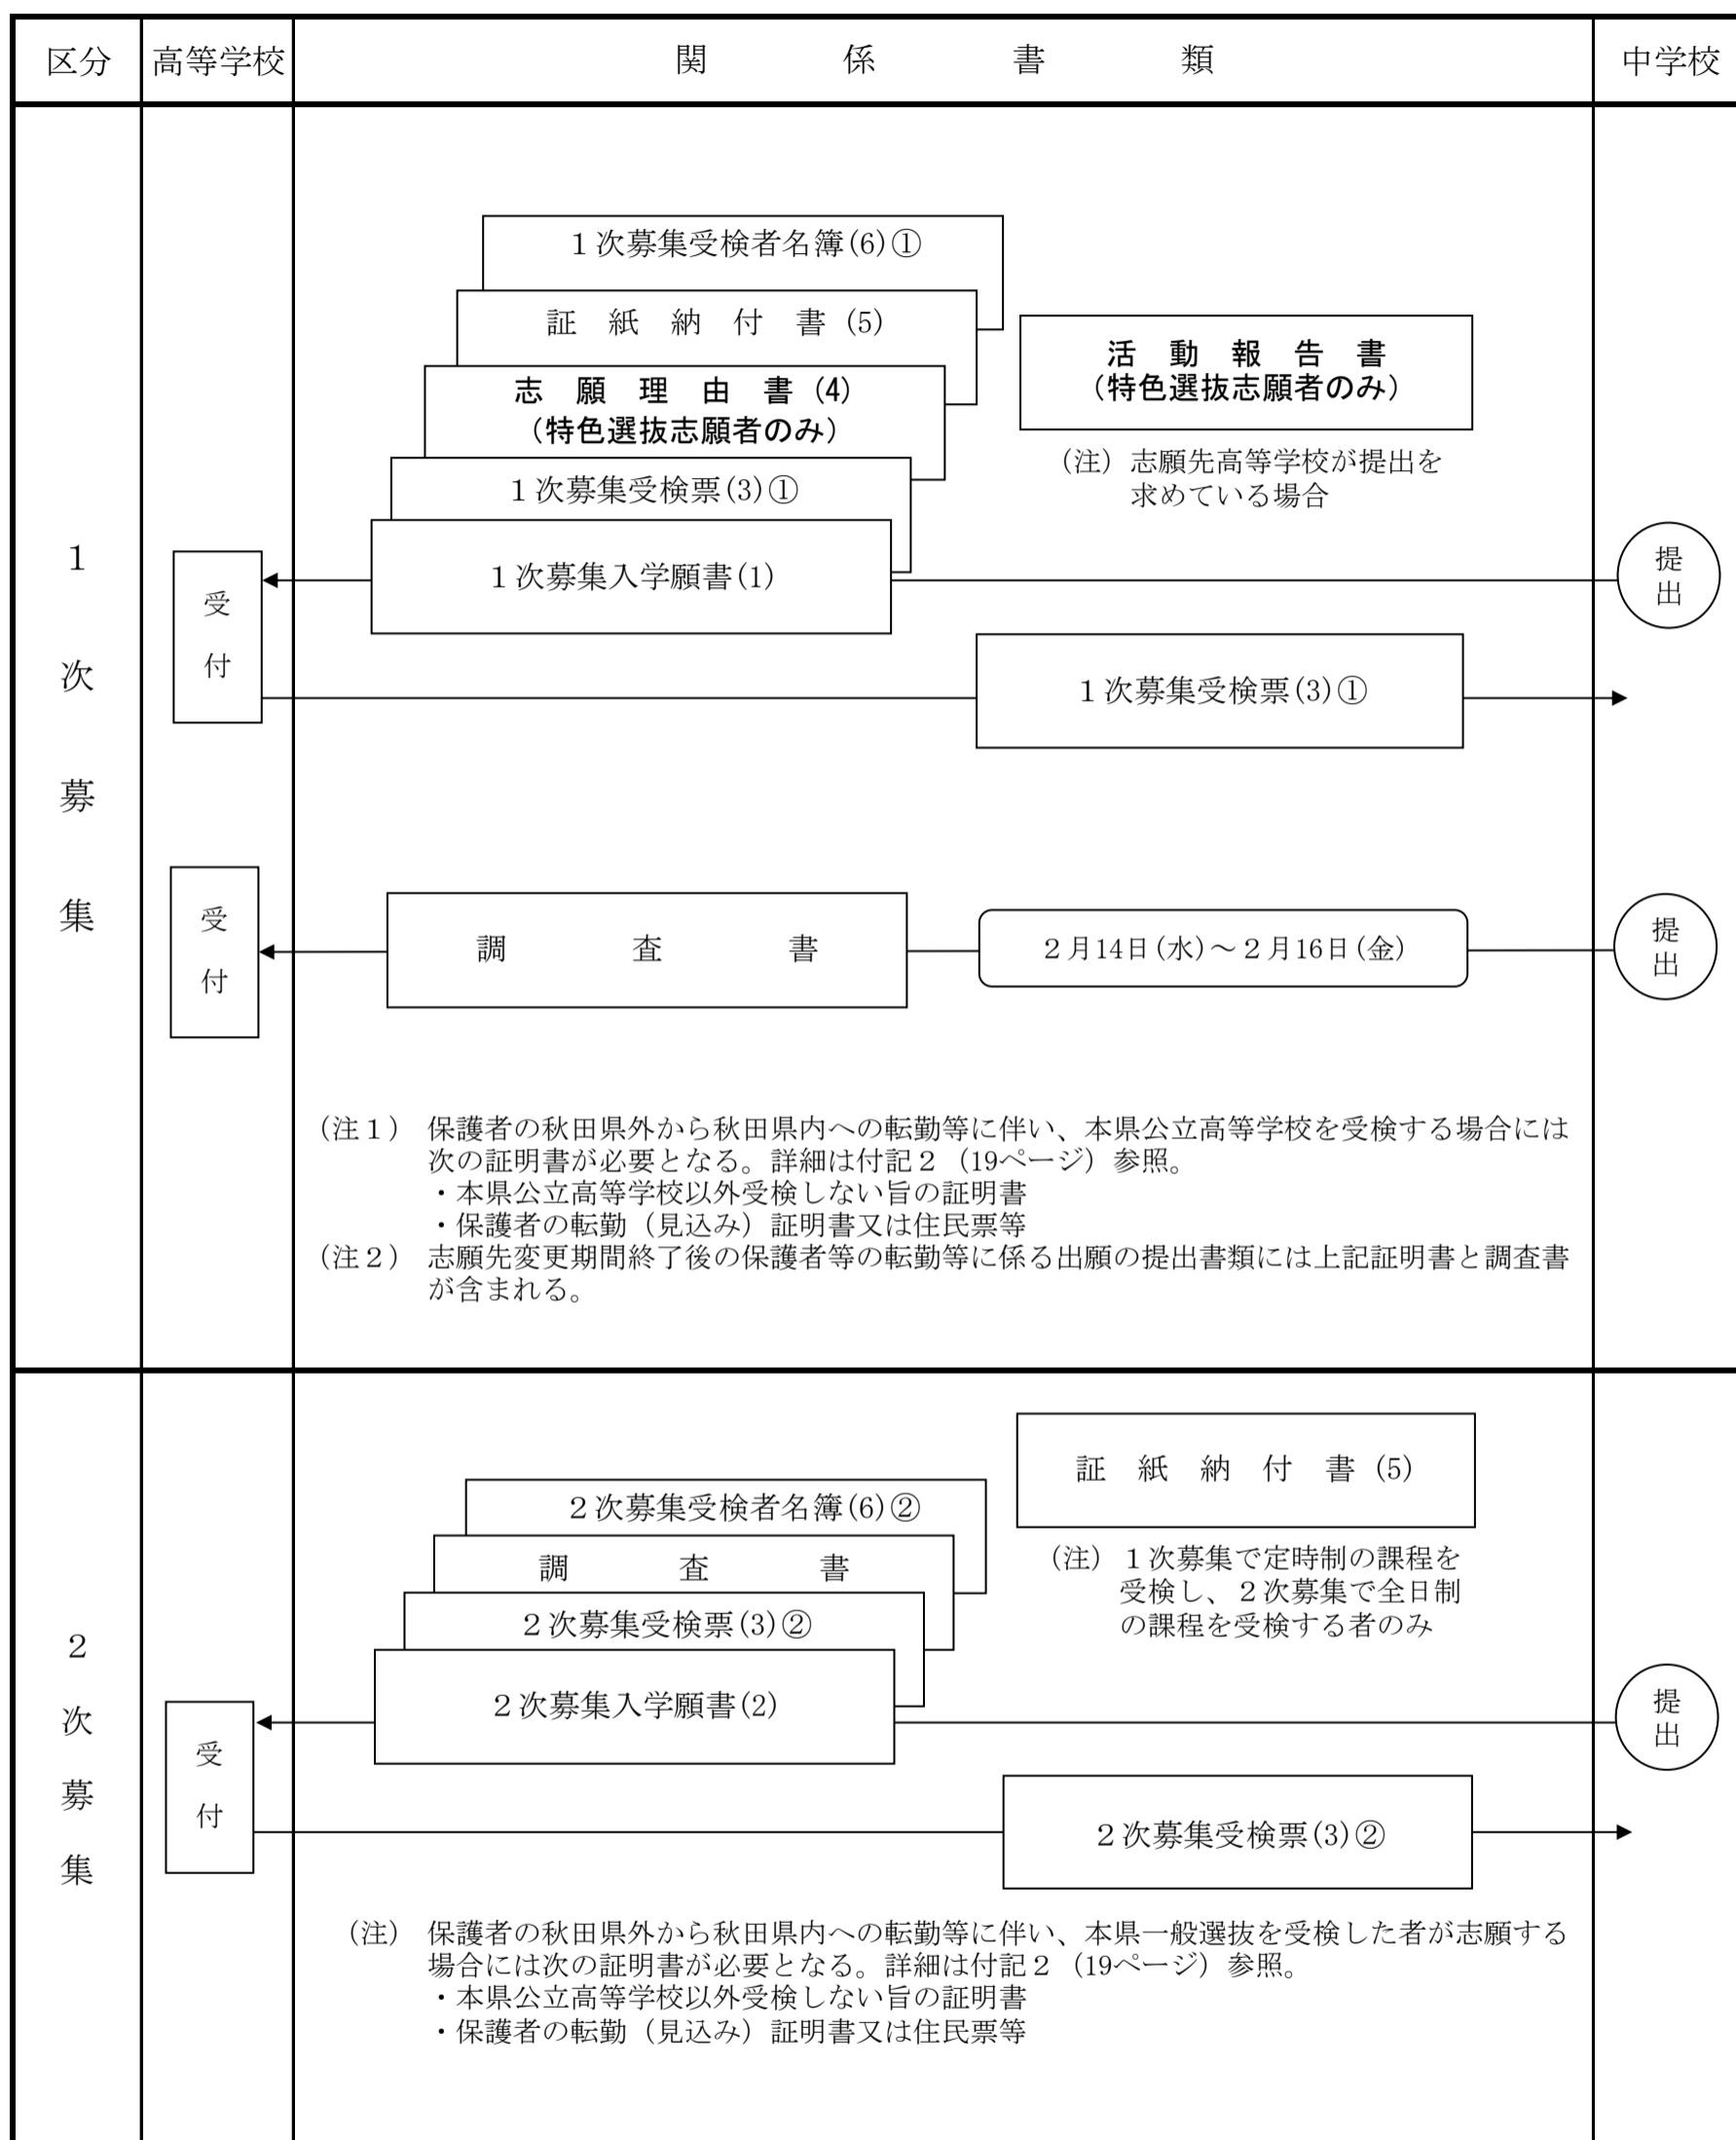 区分 高等学校 関係書類 中学校
1次募集
1次募集受検者名簿(6)①
証紙納付書(5)
志願理由書(4)
(特色選抜志願者のみ)
活動報告書
(特色選抜志願者のみ)
(注) 志願先高等学校が提出を
求めている場合
1次募集受検票(3)①
1次募集入学願書(1)
受付
提出
1次募集受検票(3)①
受付
調査書
2月14日(水)～2月16日(金)
提出
(注1) 保護者の秋田県外から秋田県内への転勤等に伴い、本県公立高等学校を受検する場合には
次の証明書が必要となる。詳細は付記2(19ページ)参照。
・本県公立高等学校以外受検しない旨の証明書
・保護者の転勤(見込み)証明書又は住民票等
(注2) 志願先変更期間終了後の保護者等の転勤等に係る出願の提出書類には上記証明書と調査書
が含まれる。
2次募集
証紙納付書(5)
(注) 1次募集で定時制の課程を
受検し、2次募集で全日制
の課程を受検する者のみ
2次募集受検者名簿(6)②
調査書
2次募集受検票(3)②
2次募集入学願書(2)
受付
提出
2次募集受検票(3)②
(注) 保護者の秋田県外から秋田県内への転勤等に伴い、本県一般選抜を受検した者が志願する
場合には次の証明書が必要となる。詳細は付記2(19ページ)参照。
・本県公立高等学校以外受検しない旨の証明書
・保護者の転勤(見込み)証明書又は住民票等